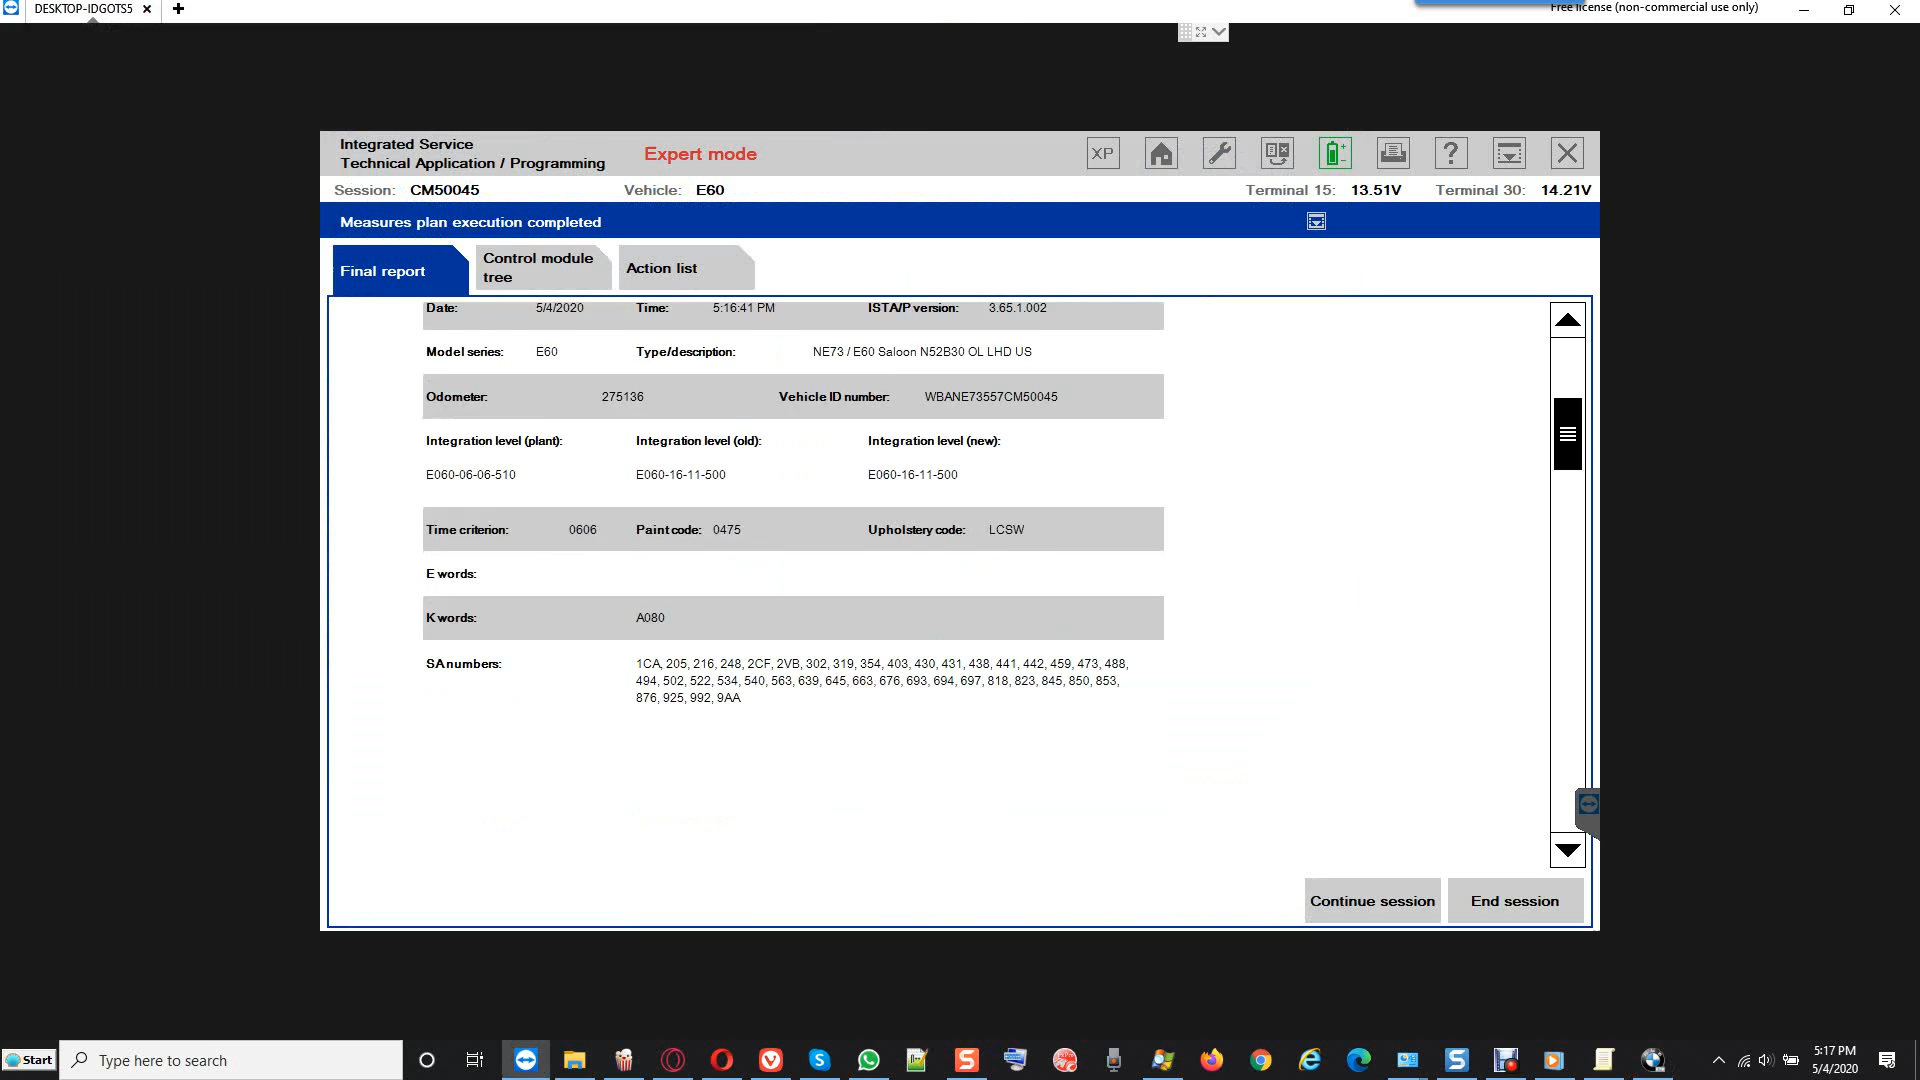 DESKTOP-IDGOTS5
Free license (non-commercial use only)
Integrated Service
Technical Application / Programming
Expert mode
XP
Session: CM50045
Vehicle: E60
Terminal 15: 13.51V
Terminal 30: 14.21V
Measures plan execution completed
Final report
Control module
tree
Action list
Date: 5/4/2020 Time: 5:16:41 PM ISTA/P version: 3.65.1.002
Model series: E60 Type/description: NE73 / E60 Saloon N52B30 OL LHD US
Odometer: 275136 Vehicle ID number: WBANE73557CM50045
Integration level (plant): Integration level (old): Integration level (new):
E060-06-06-510 E060-16-11-500 E060-16-11-500
Time criterion: 0606 Paint code: 0475 Upholstery code: LCSW
E words:
K words: A080
SA numbers: 1CA, 205, 216, 248, 2CF, 2VB, 302, 319, 354, 403, 430, 431, 438, 441, 442, 459, 473, 488,
494, 502, 522, 534, 540, 563, 639, 645, 663, 676, 693, 694, 697, 818, 823, 845, 850, 853,
876, 925, 992, 9AA
Continue session
End session
Start
Type here to search
5:17 PM
5/4/2020